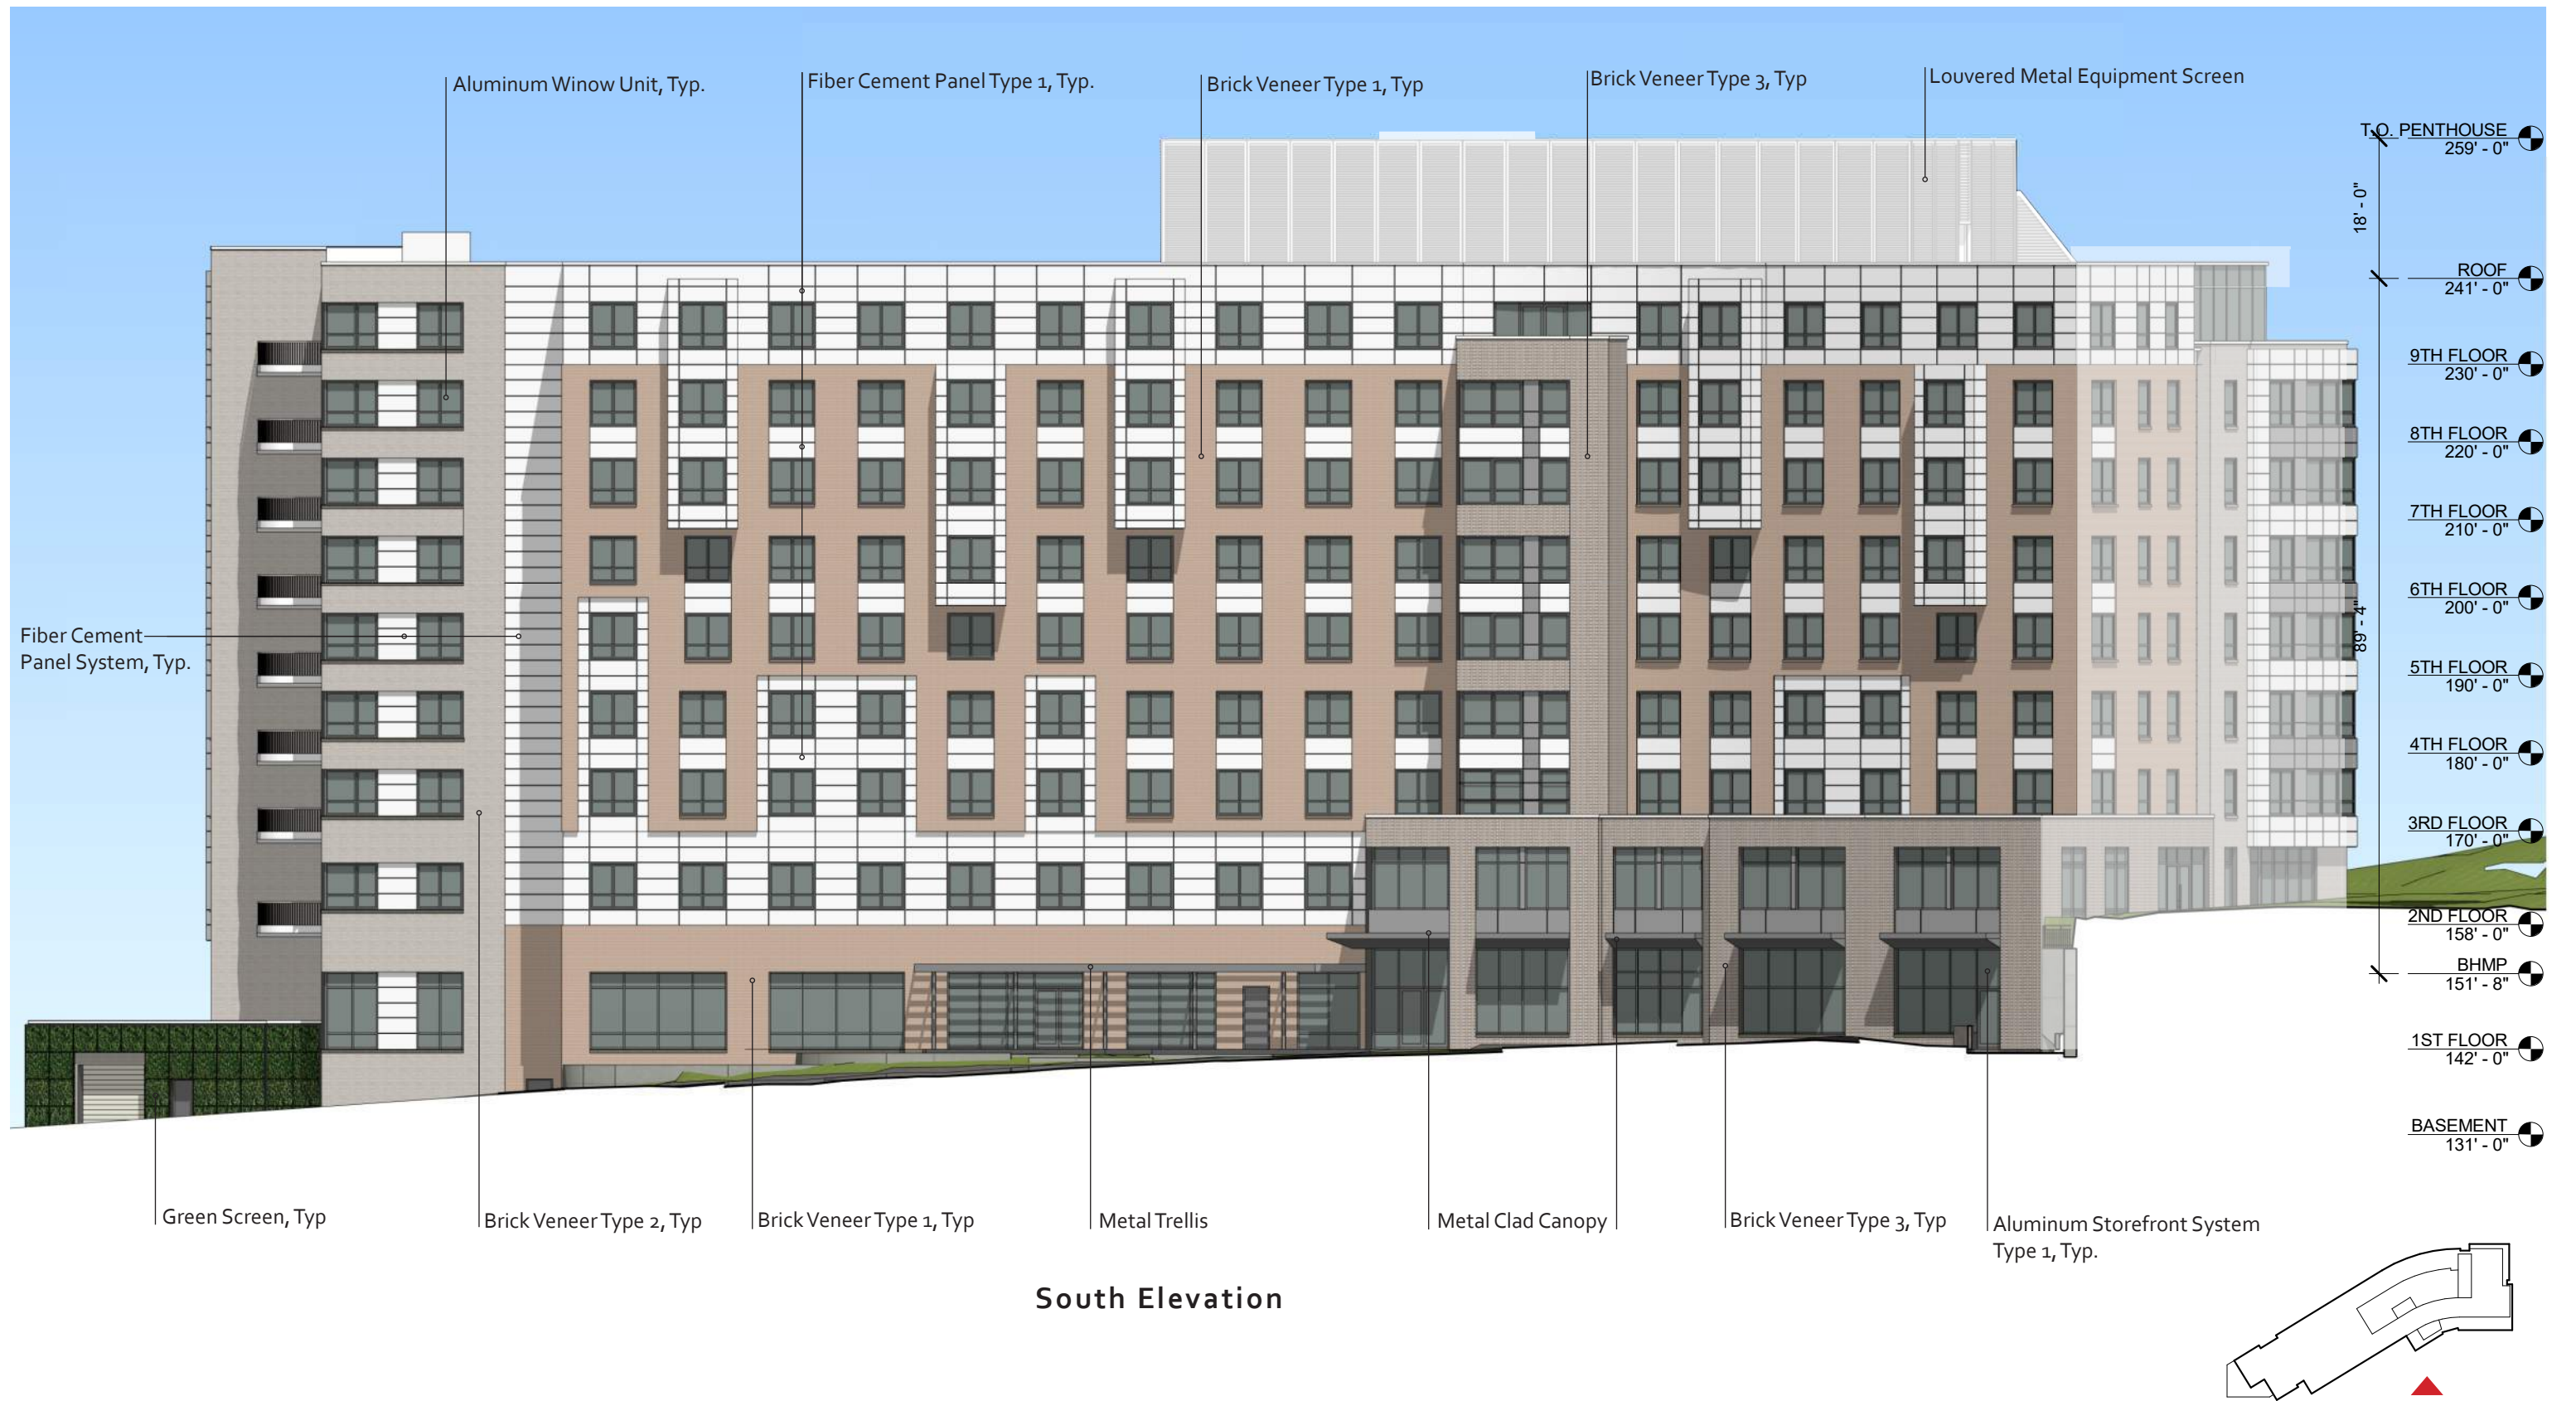 Aluminum Winow Unit, Typ.
Fiber Cement Panel Type 1, Typ.
Brick Veneer Type 1, Typ
Brick Veneer Type 3, Typ
Louvered Metal Equipment Screen
T.O. PENTHOUSE
259' - 0"
18' - 0"
ROOF
241' - 0"
9TH FLOOR
230' - 0"
8TH FLOOR
220' - 0"
7TH FLOOR
210' - 0"
6TH FLOOR
200' - 0"
89' - 4"
Fiber Cement
Panel System, Typ.
5TH FLOOR
190' - 0"
4TH FLOOR
180' - 0"
3RD FLOOR
170' - 0"
2ND FLOOR
158' - 0"
BHMP
151' - 8"
1ST FLOOR
142' - 0"
BASEMENT
131' - 0"
Green Screen, Typ
Brick Veneer Type 2, Typ
Brick Veneer Type 1, Typ
Metal Trellis
Metal Clad Canopy
Brick Veneer Type 3, Typ
Aluminum Storefront System
Type 1, Typ.
South Elevation